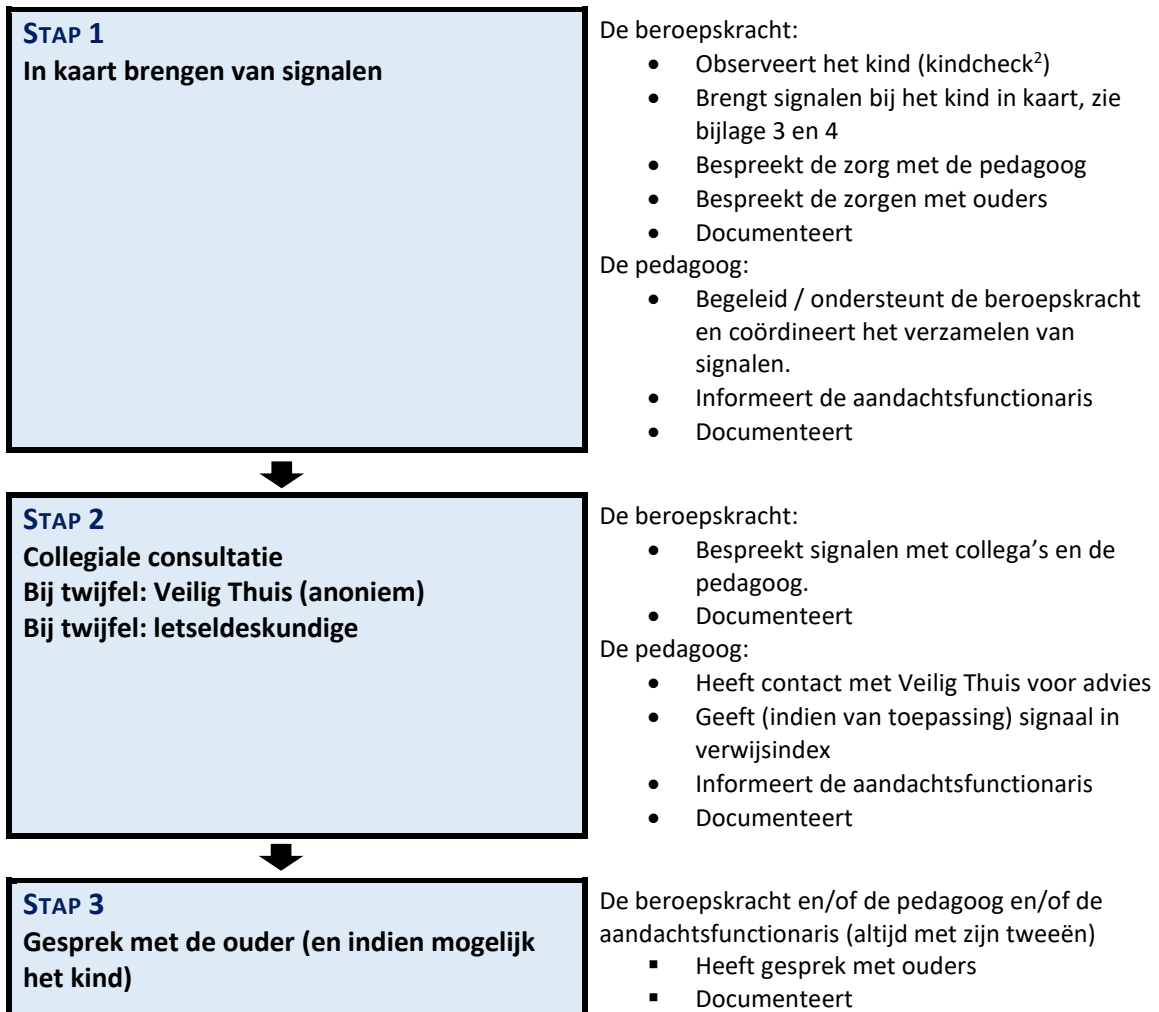 STAP 1
In kaart brengen van signalen
De beroepskracht:
• Observeert het kind (kindcheck²)
• Brengt signalen bij het kind in kaart, zie
bijlage 3 en 4
• Bespreekt de zorg met de pedagoog
• Bespreekt de zorgen met ouders
• Documenteert
De pedagoog:
• Begeleid / ondersteunt de beroepskracht
en coördineert het verzamelen van
signalen.
• Informeert de aandachtsfunctionaris
• Documenteert
STAP 2
Collegiale consultatie
Bij twijfel: Veilig Thuis (anoniem)
Bij twijfel: letseldeskundige
De beroepskracht:
• Bespreekt signalen met collega's en de
pedagoog.
• Documenteert
De pedagoog:
• Heeft contact met Veilig Thuis voor advies
• Geeft (indien van toepassing) signaal in
verwijsindex
• Informeert de aandachtsfunctionaris
• Documenteert
STAP 3
Gesprek met de ouder (en indien mogelijk
het kind)
De beroepskracht en/of de pedagoog en/of de
aandachtsfunctionaris (altijd met zijn tweeën)
▪ Heeft gesprek met ouders
▪ Documenteert